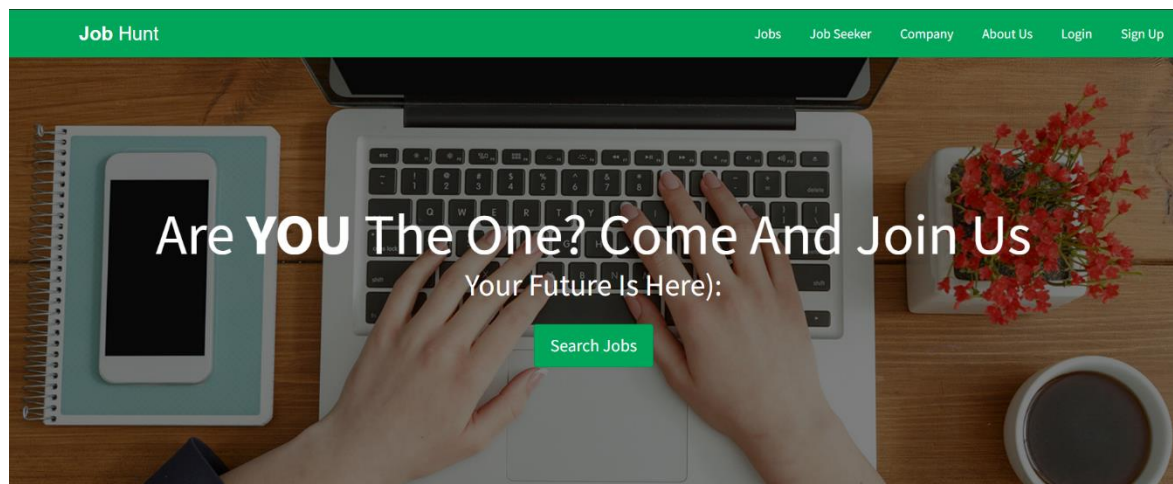 Job Hunt
Jobs Job Seeker Company About Us Login Sign Up
Are YOU The One? Come And Join Us
Your Future Is Here):
Search Jobs